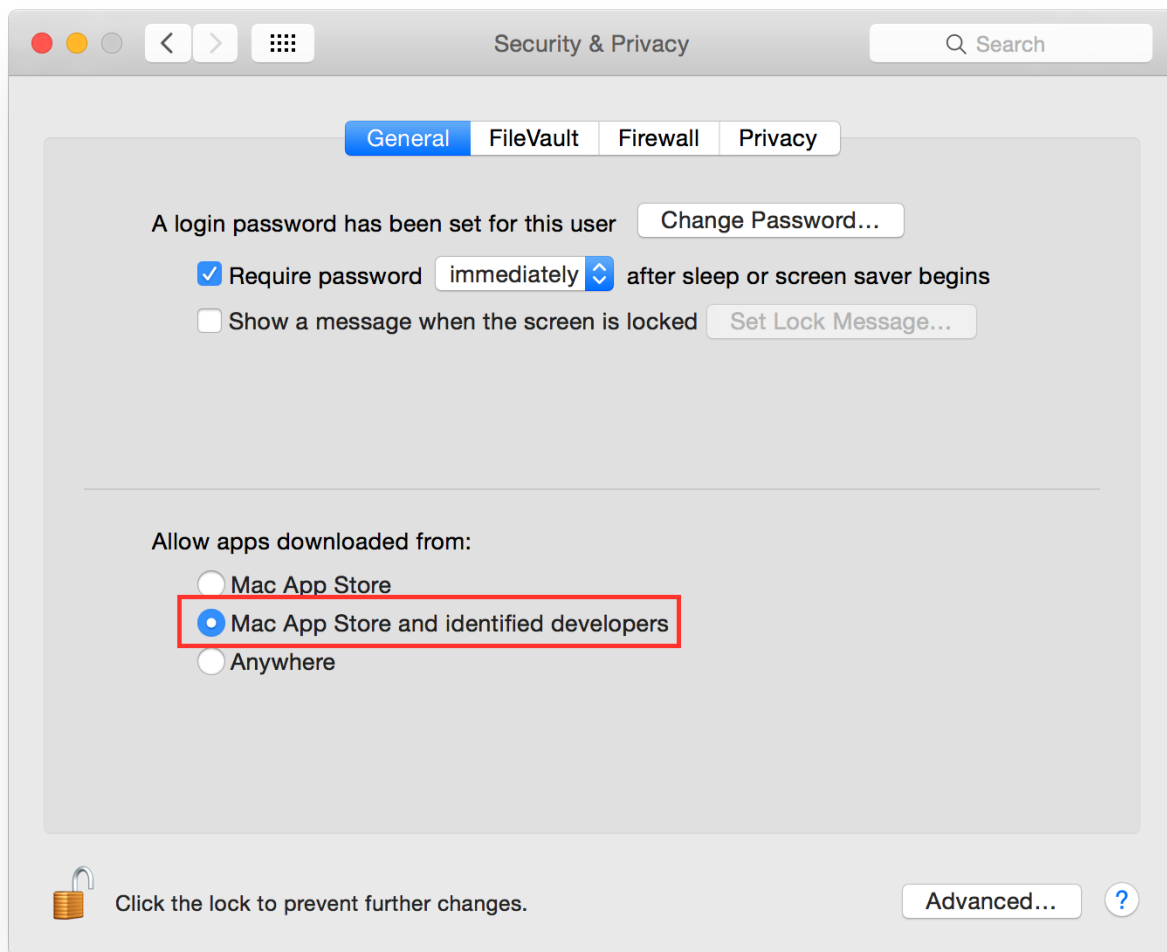 Security & Privacy
Search
General FileVault Firewall Privacy
A login password has been set for this user Change Password...
Require password immediately after sleep or screen saver begins
Show a message when the screen is locked Set Lock Message...
Allow apps downloaded from:
Mac App Store
Mac App Store and identified developers
Anywhere
Click the lock to prevent further changes. Advanced... ?